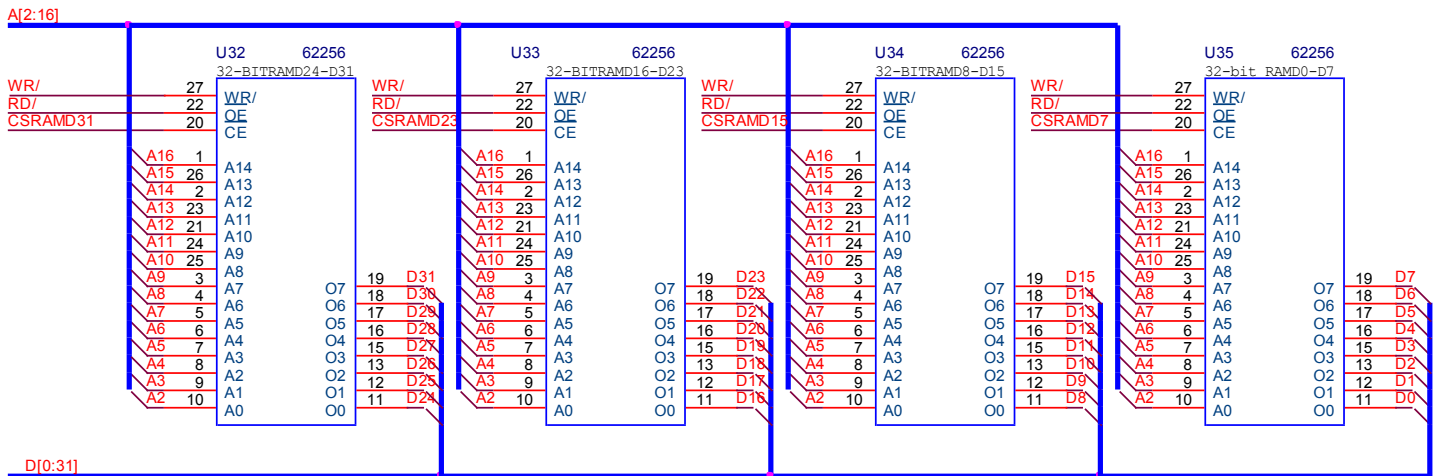 A[2:16]
U32 62256
32-BITRAMD24-D31
WR/ 27 WR/
RD/ 22 OE
CSRAMD31 20 CE
A16 1 A14
A15 26 A13
A14 2 A12
A13 23 A11
A12 21 A10
A11 24 A9
A10 25 A8
A9 3 A7 O7 19 D31
A8 4 A6 O6 18 D30
A7 5 A5 O5 17 D29
A6 6 A4 O4 16 D28
A5 7 A3 O3 15 D27
A4 8 A2 O2 13 D26
A3 9 A1 O1 12 D25
A2 10 A0 O0 11 D24
U33 62256
32-BITRAMD16-D23
WR/ 27 WR/
RD/ 22 OE
CSRAMD23 20 CE
A16 1 A14
A15 26 A13
A14 2 A12
A13 23 A11
A12 21 A10
A11 24 A9
A10 25 A8
A9 3 A7 O7 19 D23
A8 4 A6 O6 18 D22
A7 5 A5 O5 17 D21
A6 6 A4 O4 16 D20
A5 7 A3 O3 15 D19
A4 8 A2 O2 13 D18
A3 9 A1 O1 12 D17
A2 10 A0 O0 11 D16
U34 62256
32-BITRAMD8-D15
WR/ 27 WR/
RD/ 22 OE
CSRAMD15 20 CE
A16 1 A14
A15 26 A13
A14 2 A12
A13 23 A11
A12 21 A10
A11 24 A9
A10 25 A8
A9 3 A7 O7 19 D15
A8 4 A6 O6 18 D14
A7 5 A5 O5 17 D13
A6 6 A4 O4 16 D12
A5 7 A3 O3 15 D11
A4 8 A2 O2 13 D10
A3 9 A1 O1 12 D9
A2 10 A0 O0 11 D8
U35 62256
32-bit RAMD0-D7
WR/ 27 WR/
RD/ 22 OE
CSRAMD7 20 CE
A16 1 A14
A15 26 A13
A14 2 A12
A13 23 A11
A12 21 A10
A11 24 A9
A10 25 A8
A9 3 A7 O7 19 D7
A8 4 A6 O6 18 D6
A7 5 A5 O5 17 D5
A6 6 A4 O4 16 D4
A5 7 A3 O3 15 D3
A4 8 A2 O2 13 D2
A3 9 A1 O1 12 D1
A2 10 A0 O0 11 D0
D[0:31]